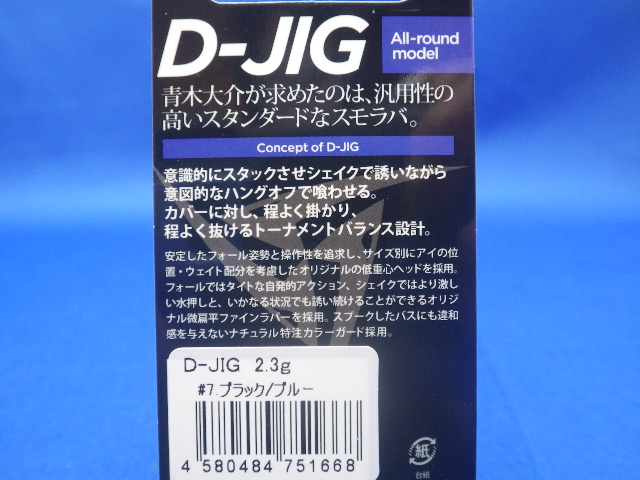 D-JIG
All-round
model
青木大介が求めたのは、汎用性の
高いスタンダードなスモラバ。
Concept of D-JIG
意識的にスタックさせシェイクで誘いながら
意図的なハングオフで喰わせる。
カバーに対し、程よく掛かり、
程よく抜けるトーナメントバランス設計。
安定したフォール姿勢と操作性を追求し、サイズ別にアイの位
置・ウェイト配分を考慮したオリジナルの低重心ヘッドを採用。
フォールではタイトな自発的アクション、シェイクではより激し
い水押しと、いかなる状況でも誘い続けることができるオリジ
ナル微扁平ファインラバーを採用。スプークしたバスにも違和
感を与えないナチュラル特注カラーガード採用。
D-JIG 2.3g
#7.ブラック/ブルー
4 580484 751668
紙
台紙